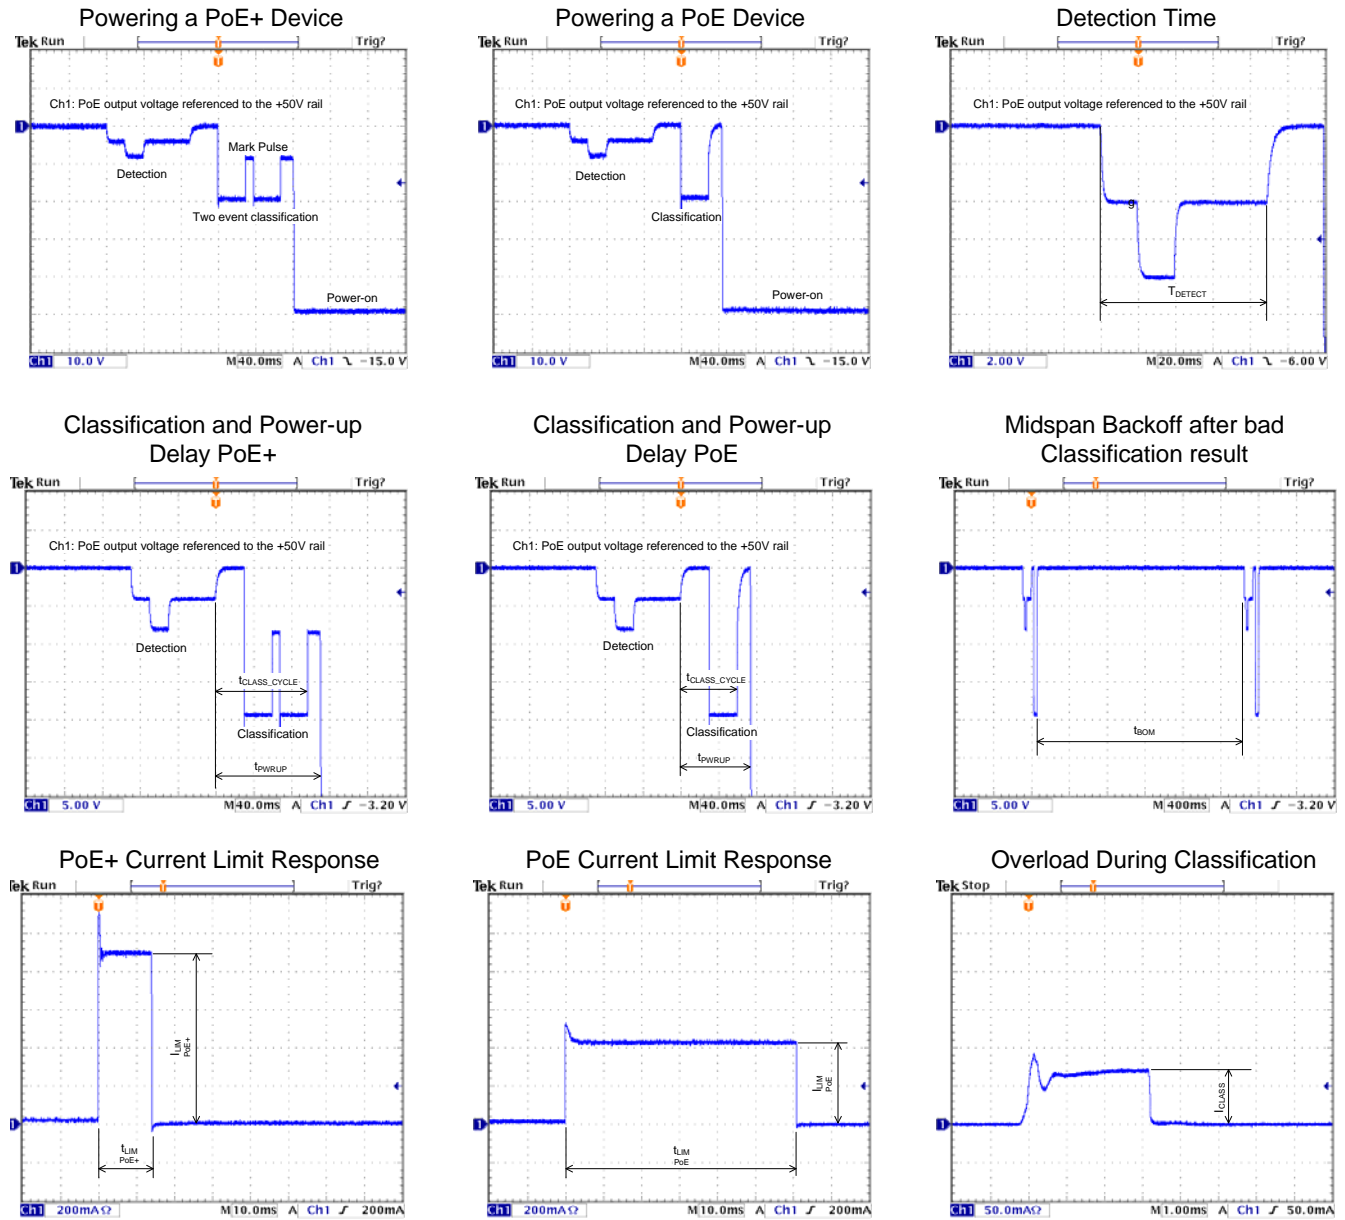 Powering a PoE+ Device
Tek Run
Trig?
T
T
Ch1: PoE output voltage referenced to the +50V rail
1
Mark Pulse
Detection
Two event classification
Power-on
Ch1 10.0 V M 40.0ms A Ch1 -15.0 V
Powering a PoE Device
Tek Run
Trig?
T
T
Ch1: PoE output voltage referenced to the +50V rail
1
Detection
Classification
Power-on
Ch1 10.0 V M 40.0ms A Ch1 -15.0 V
Detection Time
Tek Run
Trig?
T
T
Ch1: PoE output voltage referenced to the +50V rail
1
g
TDETECT
Ch1 2.00 V M 20.0ms A Ch1 -6.00 V
Classification and Power-up
Delay PoE+
Tek Run
Trig?
T
T
Ch1: PoE output voltage referenced to the +50V rail
1
Detection
tCLASS_CYCLE
Classification
tPWRUP
Ch1 5.00 V M 40.0ms A Ch1 -3.20 V
Classification and Power-up
Delay PoE
Tek Run
Trig?
T
T
Ch1: PoE output voltage referenced to the +50V rail
1
Detection
tCLASS_CYCLE
Classification
tPWRUP
Ch1 5.00 V M 40.0ms A Ch1 -3.20 V
Midspan Backoff after bad
Classification result
Tek Run
Trig?
T
T
1
tBOM
Ch1 5.00 V M 400ms A Ch1 -3.20 V
PoE+ Current Limit Response
Tek Run
Trig?
T
T
ILIM
PoE+
1
tLIM
PoE+
Ch1 200mAΩ M 10.0ms A Ch1 200mA
PoE Current Limit Response
Tek Run
Trig?
T
T
ILIM
PoE
1
tLIM
PoE
Ch1 200mAΩ M 10.0ms A Ch1 200mA
Overload During Classification
Tek Stop
T
T
ICLASS
1
Ch1 50.0mAΩ M 1.00ms A Ch1 50.0mA